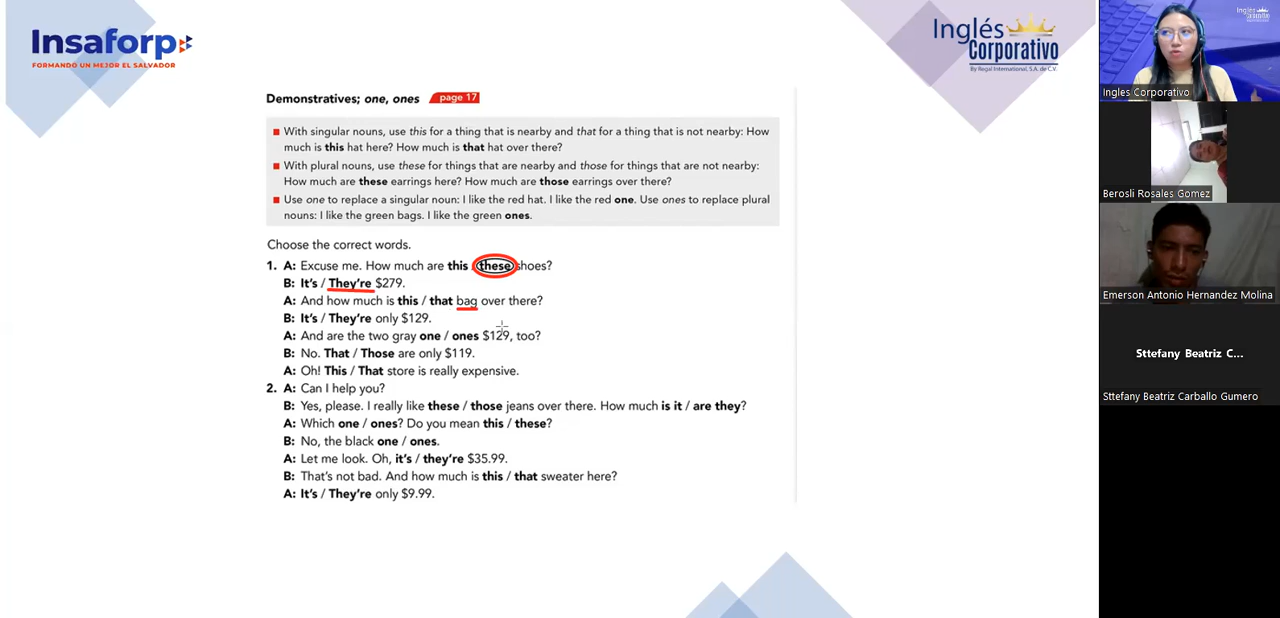 Insaforp
FORMANDO UN MEJOR EL SALVADOR
Inglés
Corporativo
By Regal International, S.A. de C.V.
Demonstratives; one, ones page 17
With singular nouns, use this for a thing that is nearby and that for a thing that is not nearby: How
much is this hat here? How much is that hat over there?
With plural nouns, use these for things that are nearby and those for things that are not nearby:
How much are these earrings here? How much are those earrings over there?
Use one to replace a singular noun: I like the red hat. I like the red one. Use ones to replace plural
nouns: I like the green bags. I like the green ones.
Choose the correct words.
1. A: Excuse me. How much are this / these shoes?
B: It's / They're $279.
A: And how much is this / that bag over there?
B: It's / They're only $129.
A: And are the two gray one / ones $129, too?
B: No. That / Those are only $119.
A: Oh! This / That store is really expensive.
2. A: Can I help you?
B: Yes, please. I really like these / those jeans over there. How much is it / are they?
A: Which one / ones? Do you mean this / these?
B: No, the black one / ones.
A: Let me look. Oh, it's / they're $35.99.
B: That's not bad. And how much is this / that sweater here?
A: It's / They're only $9.99.
Inglés
Ingles Corporativo
Berosli Rosales Gomez
Emerson Antonio Hernandez Molina
Sttefany Beatriz C...
Sttefany Beatriz Carballo Gumero